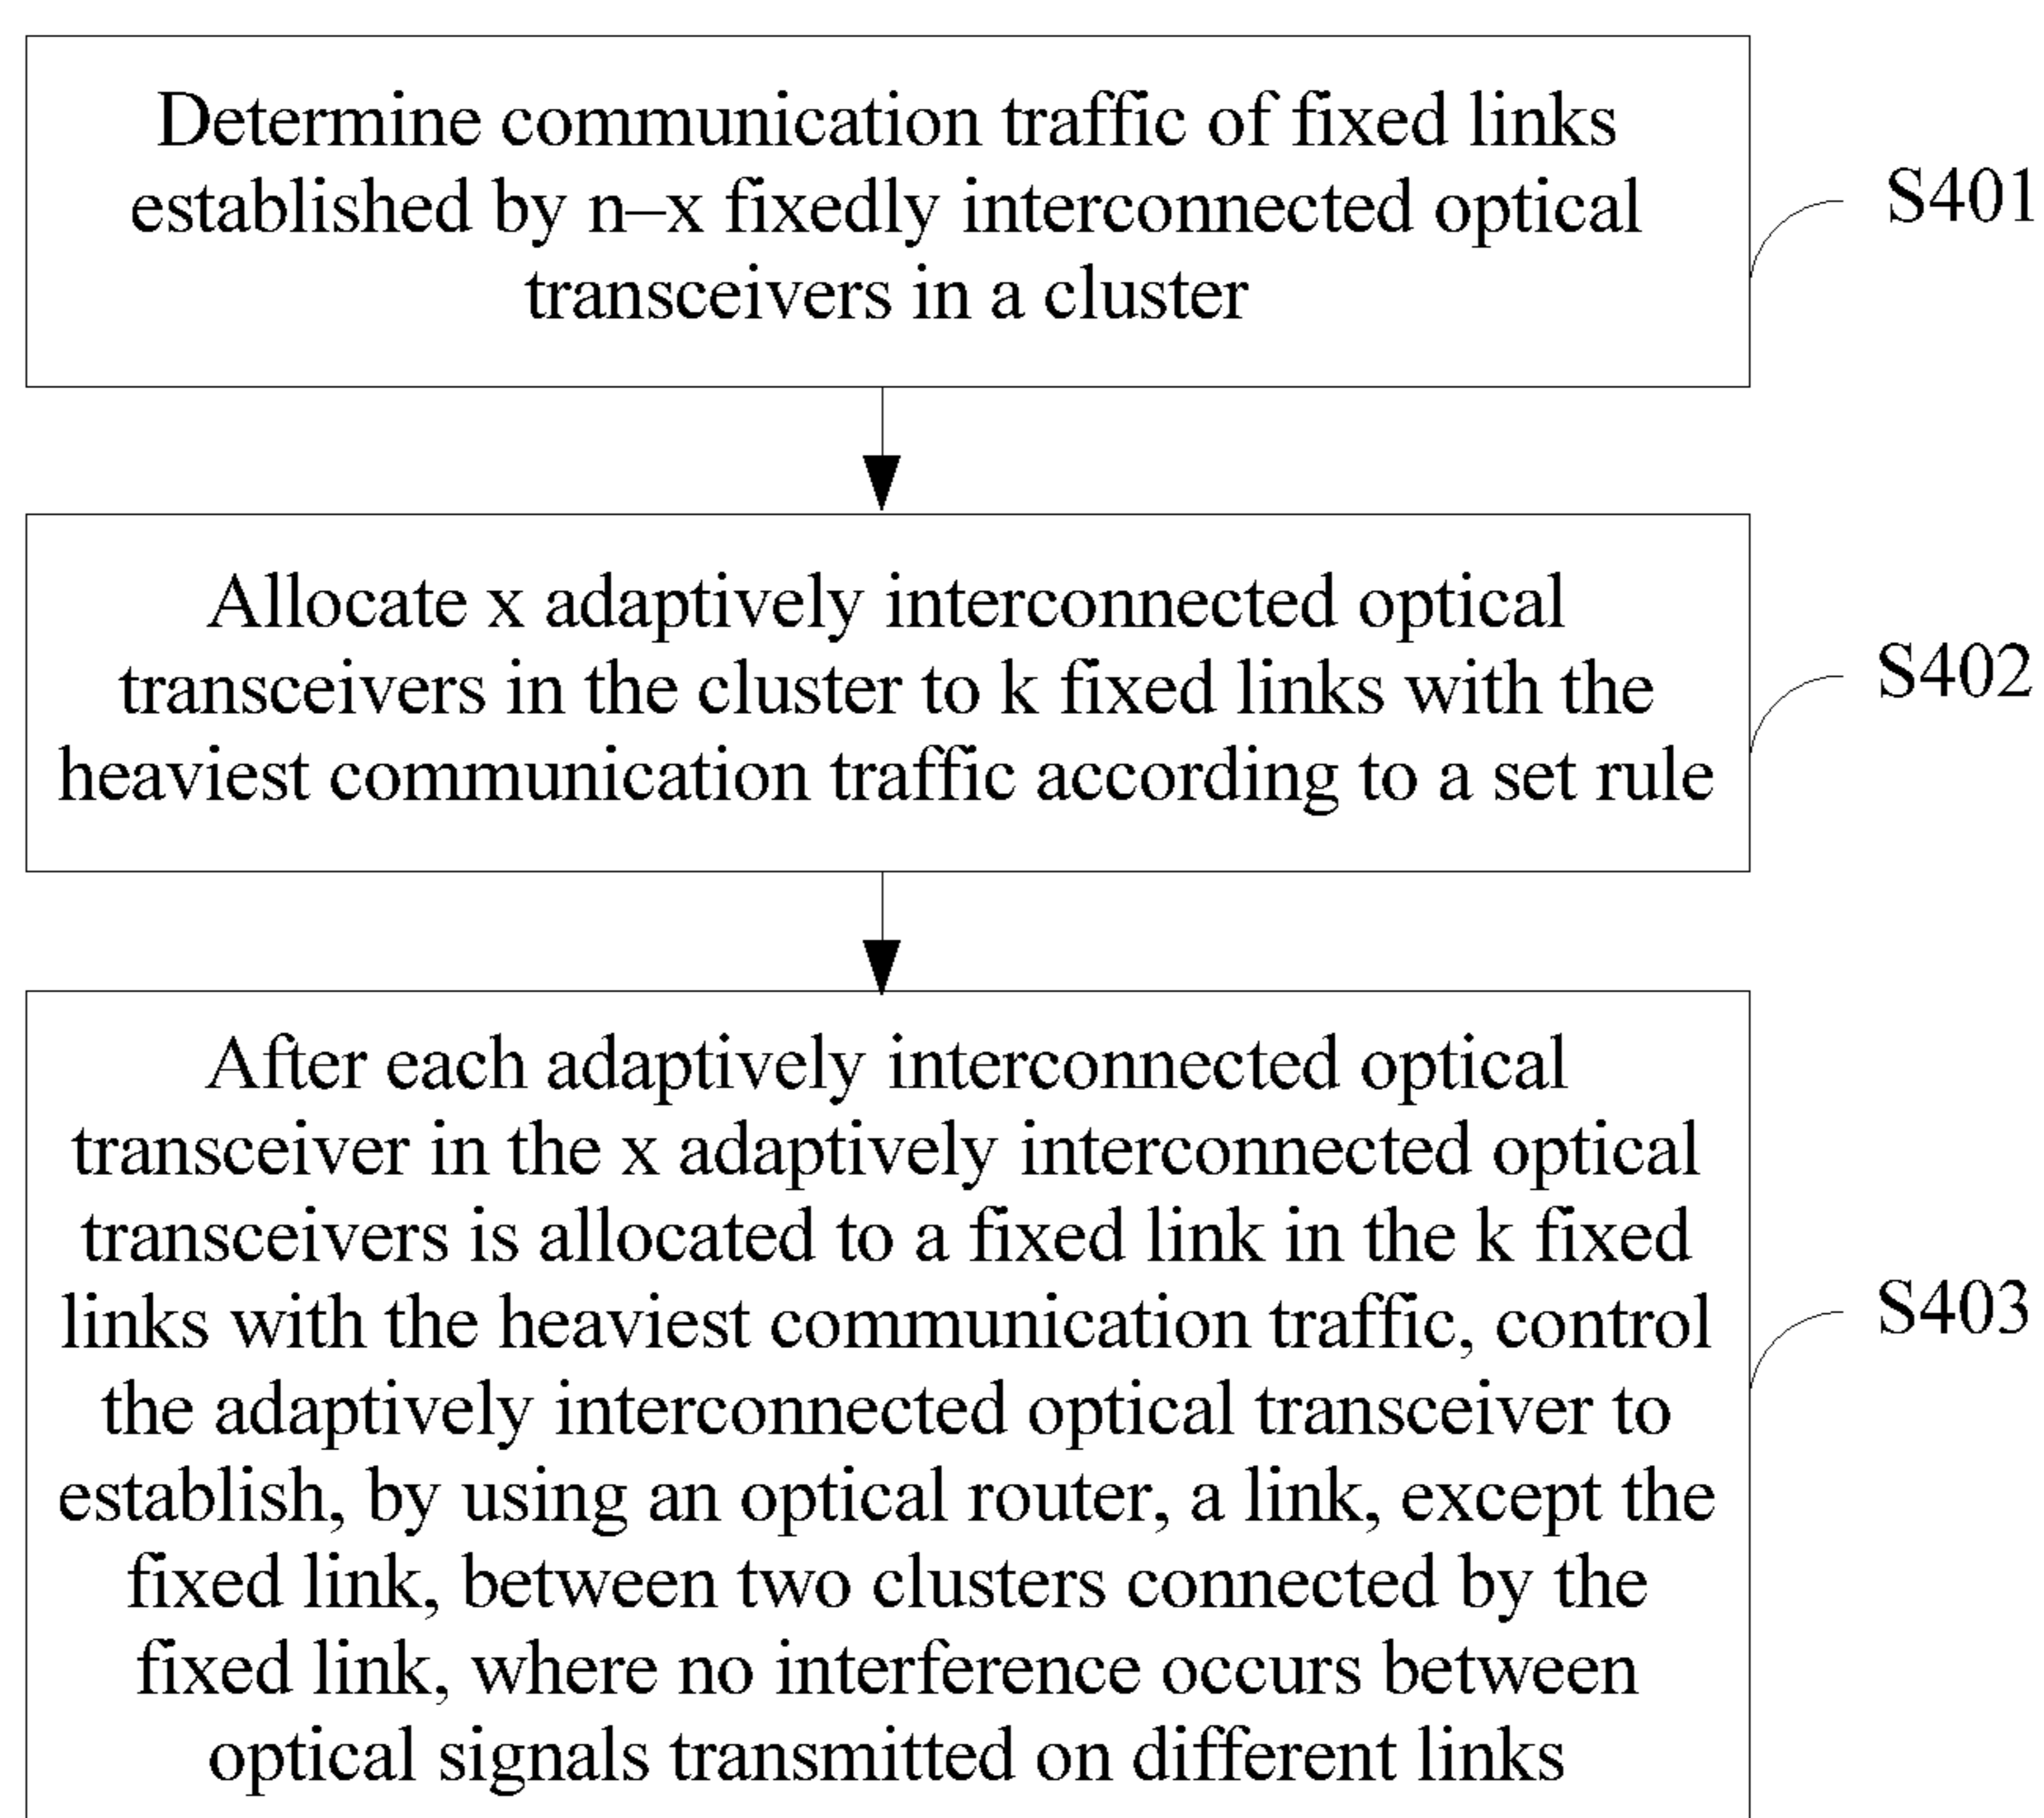 Determine communication traffic of fixed links
established by n–x fixedly interconnected optical
transceivers in a cluster
S401
Allocate x adaptively interconnected optical
transceivers in the cluster to k fixed links with the
heaviest communication traffic according to a set rule
S402
After each adaptively interconnected optical
transceiver in the x adaptively interconnected optical
transceivers is allocated to a fixed link in the k fixed
links with the heaviest communication traffic, control
the adaptively interconnected optical transceiver to
establish, by using an optical router, a link, except the
fixed link, between two clusters connected by the
fixed link, where no interference occurs between
optical signals transmitted on different links
S403